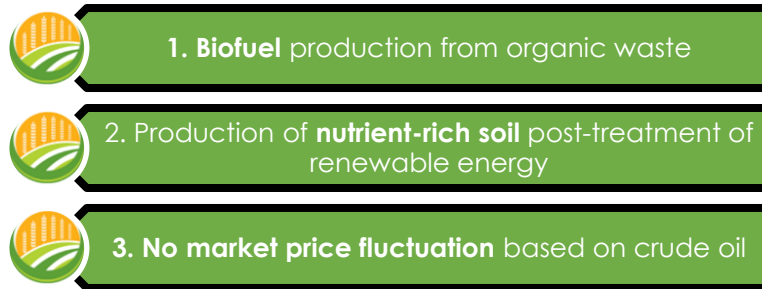 1. Biofuel production from organic waste
2. Production of nutrient-rich soil post-treatment of
renewable energy
3. No market price fluctuation based on crude oil